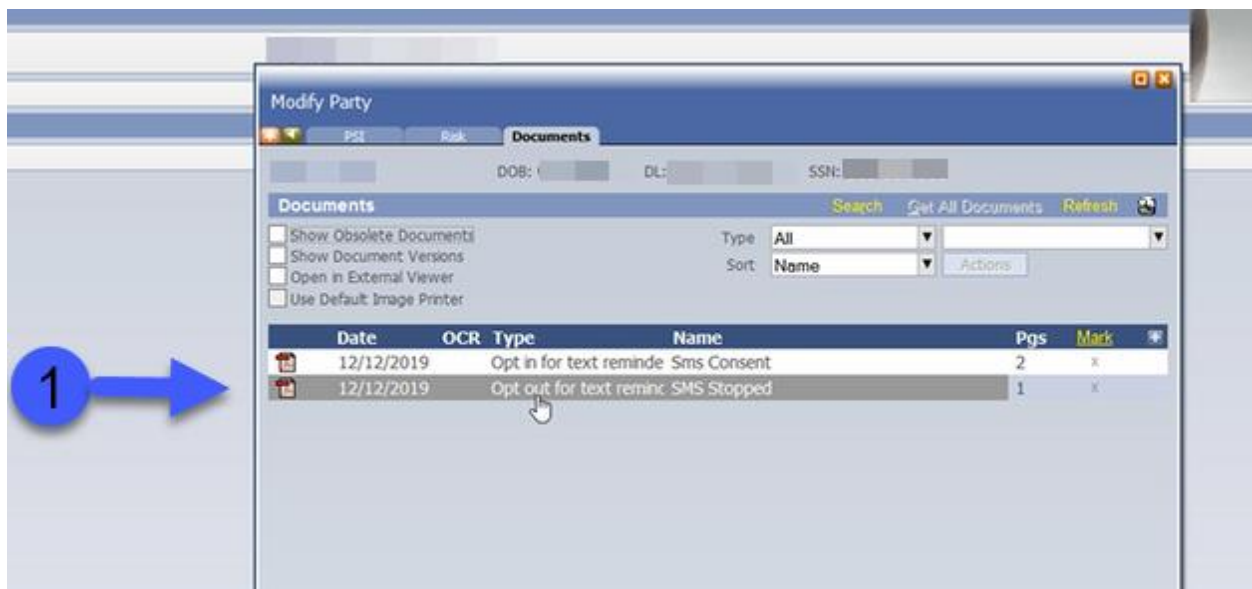 Modify Party
PSI Risk Documents
DOB: DL: SSN:
Documents Search Get All Documents Refresh
Show Obsolete Documents Type All
Show Document Versions Sort Name Actions
Open in External Viewer
Use Default Image Printer
Date OCR Type Name Pgs Mark
12/12/2019 Opt in for text reminde Sms Consent 2 x
1 12/12/2019 Opt out for text reminc SMS Stopped 1 x